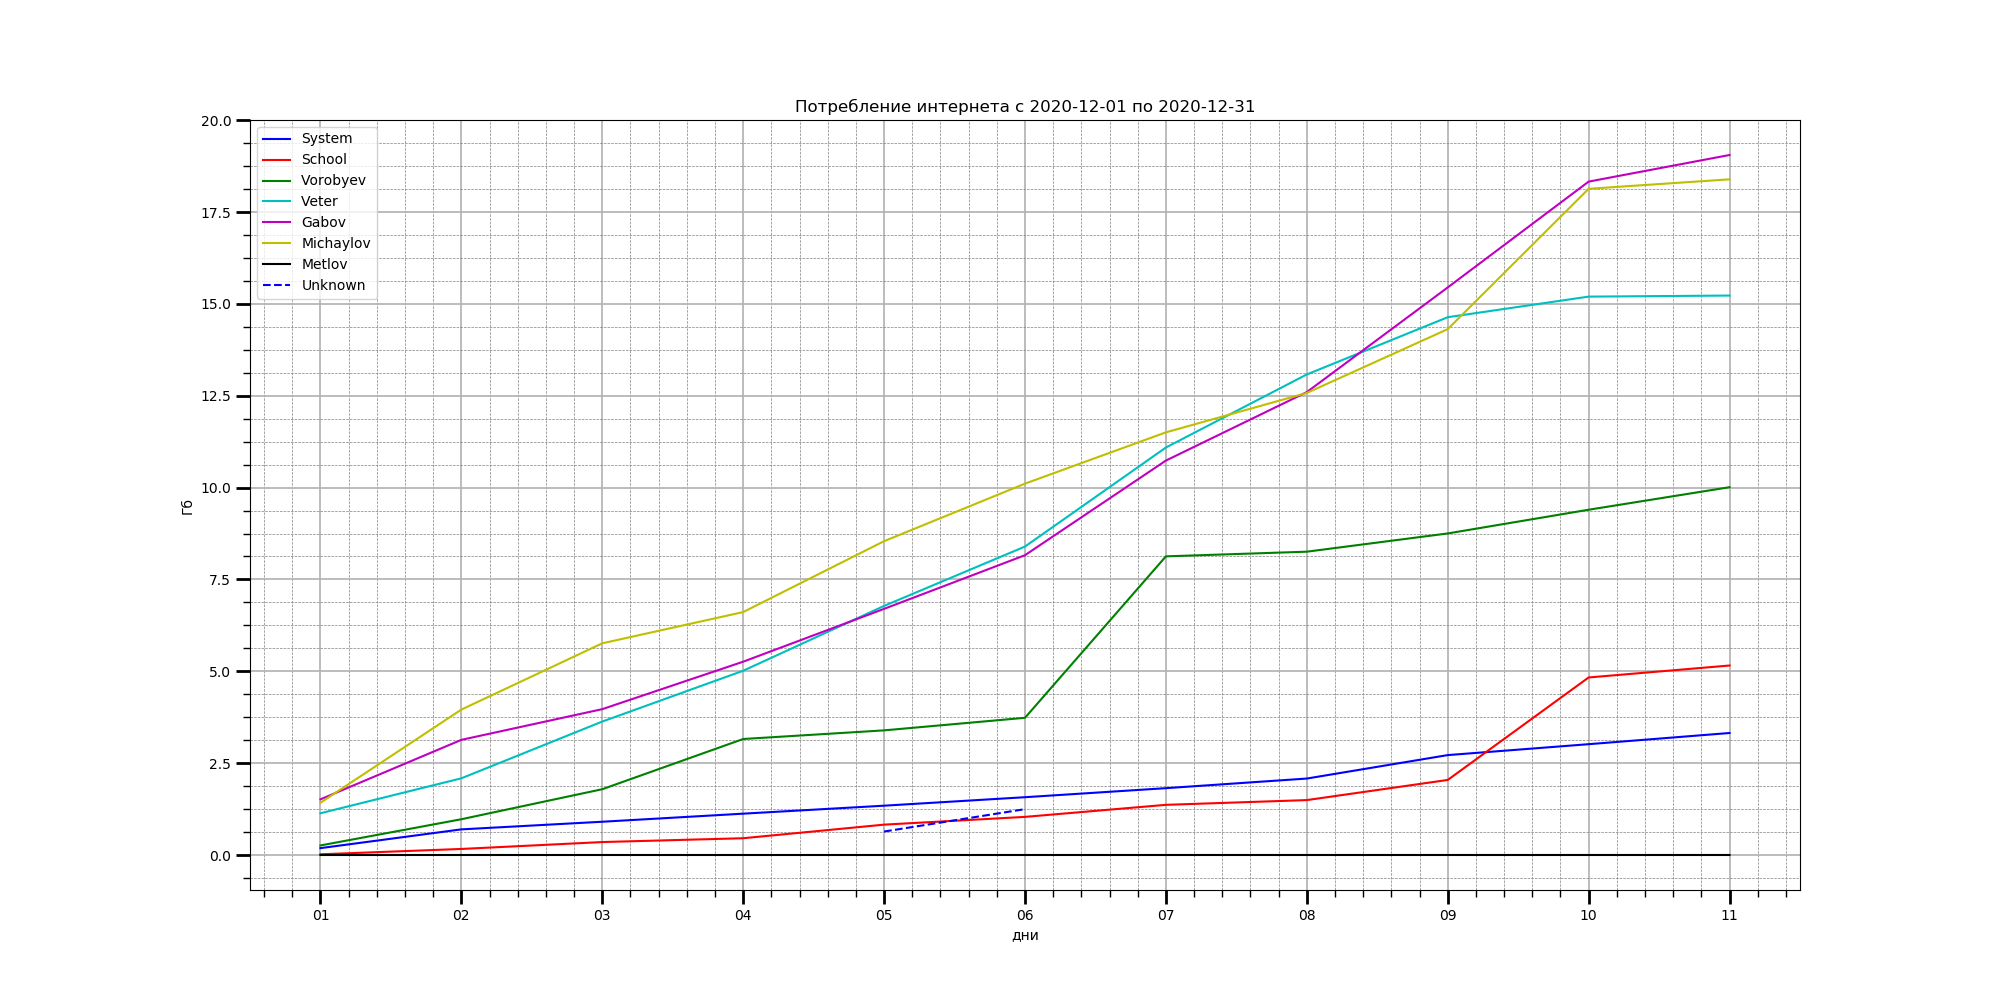 Потребление интернета с 2020-12-01 по 2020-12-31
20.0
17.5
15.0
12.5
10.0
7.5
5.0
2.5
0.0
Гб
System
School
Vorobyev
Veter
Gabov
Michaylov
Metlov
Unknown
01 02 03 04 05 06 07 08 09 10 11
дни